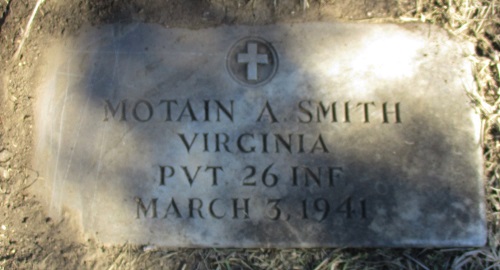 MOTAIN A. SMITH
VIRGINIA
PVT. 26 INF.
MARCH 3, 1941